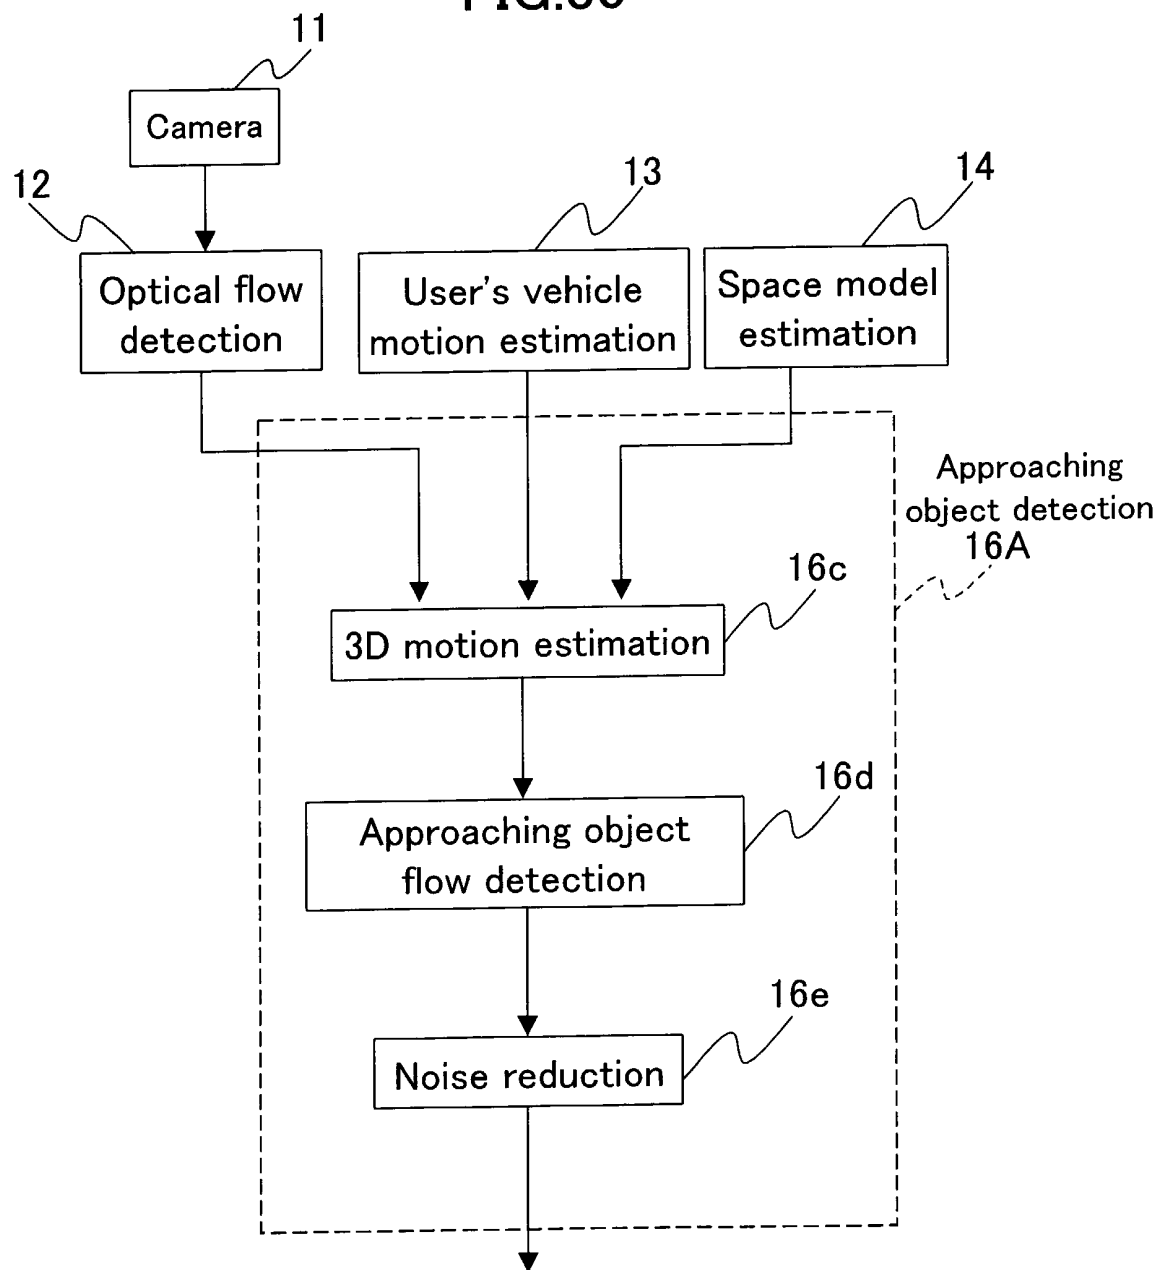 11
Camera
12
13
14
Optical flow
detection
User's vehicle
motion estimation
Space model
estimation
Approaching
object detection
16A
16c
3D motion estimation
16d
Approaching object
flow detection
16e
Noise reduction